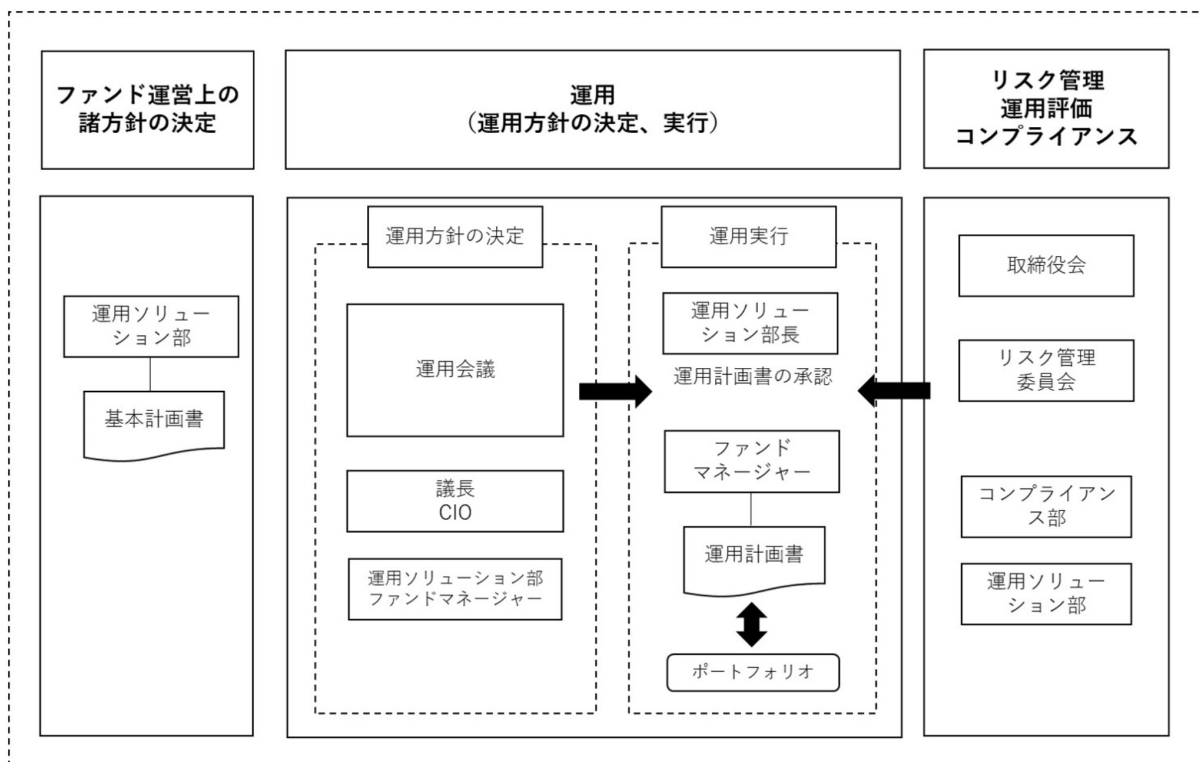 ファンド運営上の
諸方針の決定
運用
（運用方針の決定、実行）
リスク管理
運用評価
コンプライアンス
運用ソリュー
ション部
基本計画書
運用方針の決定
運用会議
議長
CIO
運用ソリューション部
ファンドマネージャー
運用実行
運用ソリュー
ション部長
運用計画書の承認
ファンド
マネージャー
運用計画書
ポートフォリオ
取締役会
リスク管理
委員会
コンプライアン
ス部
運用ソリュー
ション部